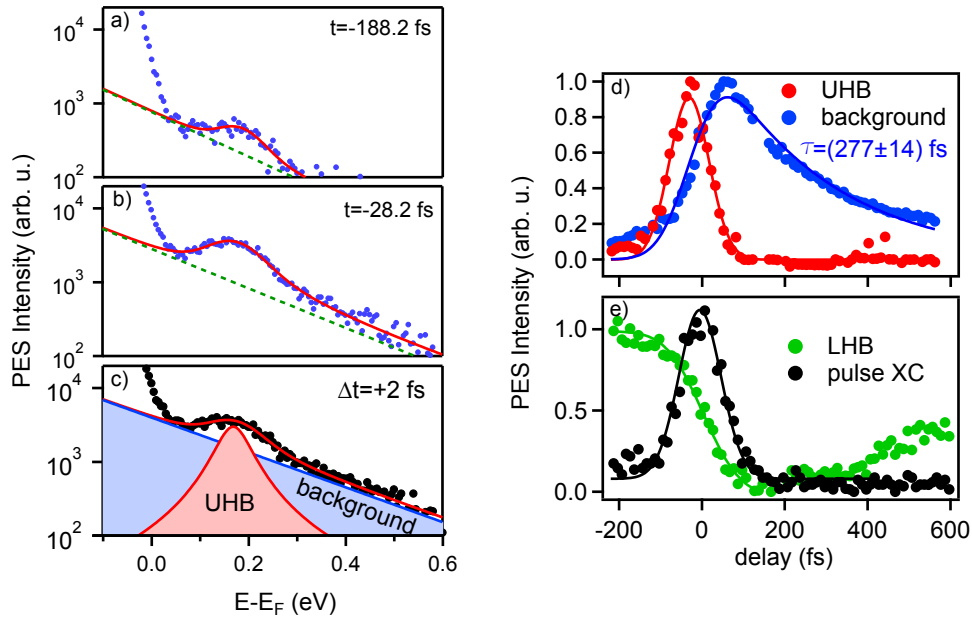 a)
t=-188.2 fs
10⁴
10³
10²
b)
t=-28.2 fs
10⁴
10³
10²
c)
Δt=+2 fs
10⁴
10³
10²
UHB
background
0.0
0.2
0.4
0.6
E-E_F (eV)
PES Intensity (arb. u.)
d)
UHB
background
τ=(277±14) fs
1.0
0.8
0.6
0.4
0.2
0.0
e)
LHB
pulse XC
1.0
0.5
0.0
-200
0
200
400
600
delay (fs)
PES Intensity (arb. u.)